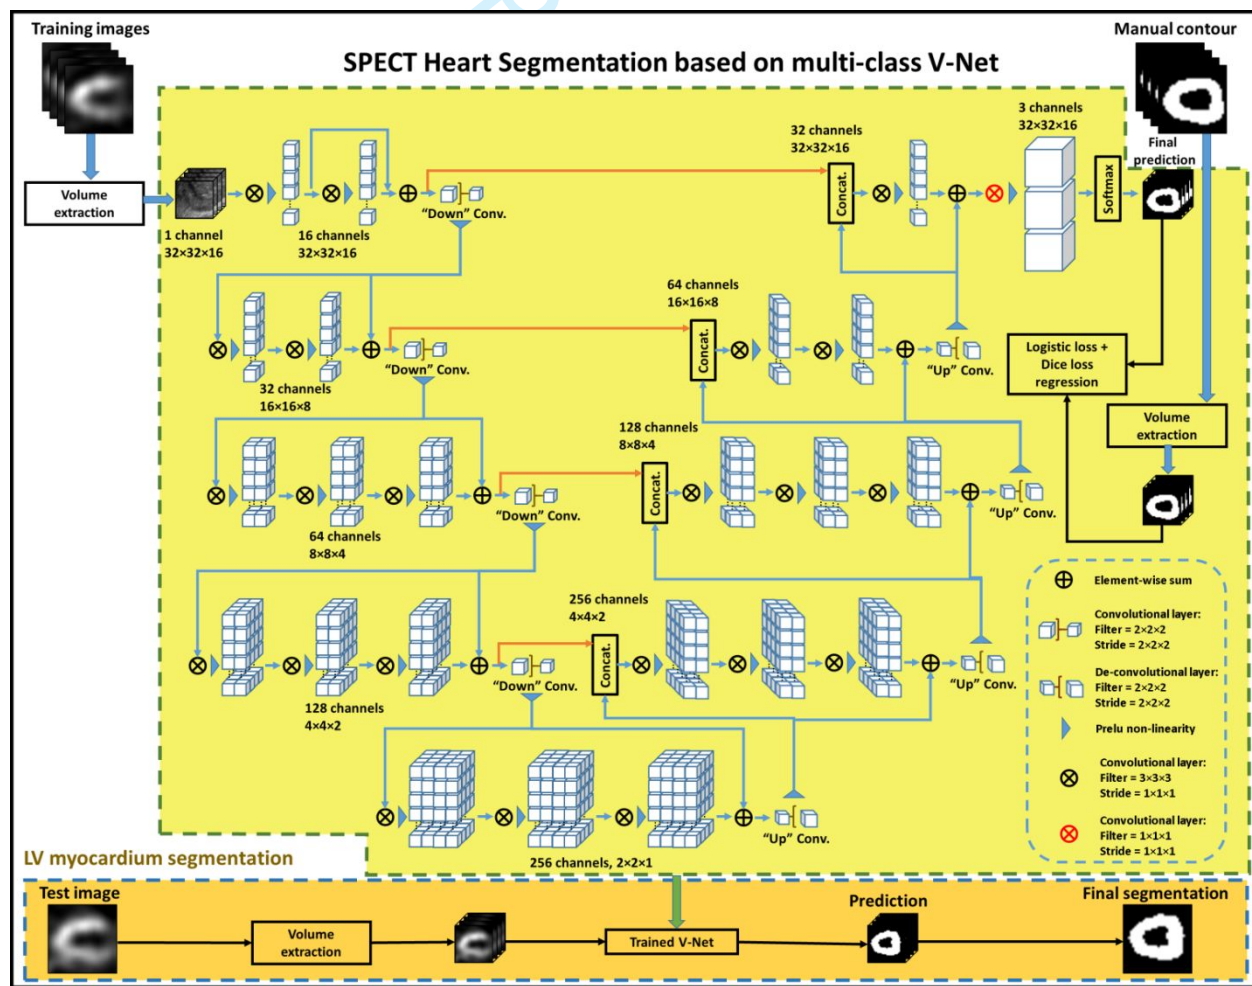 Training images
Manual contour
SPECT Heart Segmentation based on multi-class V-Net
3 channels
32×32×16
32 channels
32×32×16
Final
prediction
Volume
extraction
Concat.
Softmax
"Down" Conv.
1 channel
32×32×16
16 channels
32×32×16
64 channels
16×16×8
Concat.
"Down" Conv.
"Up" Conv.
Logistic loss +
Dice loss
regression
32 channels
16×16×8
Volume
extraction
128 channels
8×8×4
Concat.
"Down" Conv.
"Up" Conv.
64 channels
8×8×4
Element-wise sum
256 channels
4×4×2
Concat.
"Down" Conv.
"Up" Conv.
Convolutional layer:
Filter = 2×2×2
Stride = 2×2×2
De-convolutional layer:
Filter = 2×2×2
Stride = 2×2×2
128 channels
4×4×2
Prelu non-linearity
Convolutional layer:
Filter = 3×3×3
Stride = 1×1×1
Convolutional layer:
Filter = 1×1×1
Stride = 1×1×1
"Up" Conv.
256 channels, 2×2×1
LV myocardium segmentation
Test image
Volume
extraction
Trained V-Net
Prediction
Final segmentation